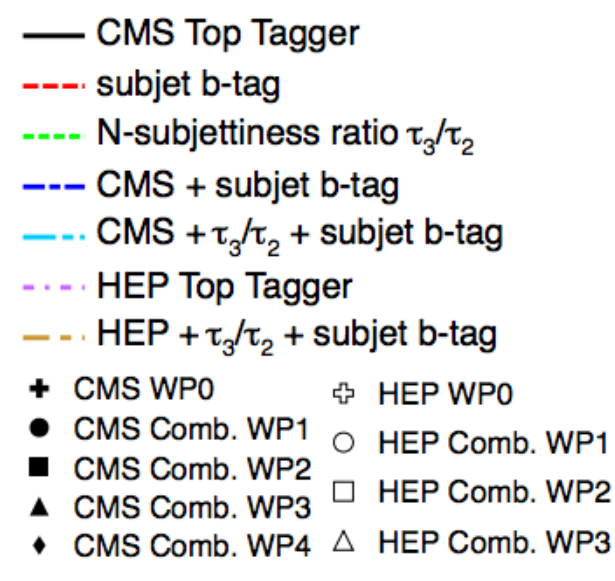 CMS Top Tagger
subjet b-tag
N-subjettiness ratio τ₃/τ₂
CMS + subjet b-tag
CMS + τ₃/τ₂ + subjet b-tag
HEP Top Tagger
HEP + τ₃/τ₂ + subjet b-tag
CMS WP0
CMS Comb. WP1
CMS Comb. WP2
CMS Comb. WP3
CMS Comb. WP4
HEP WP0
HEP Comb. WP1
HEP Comb. WP2
HEP Comb. WP3